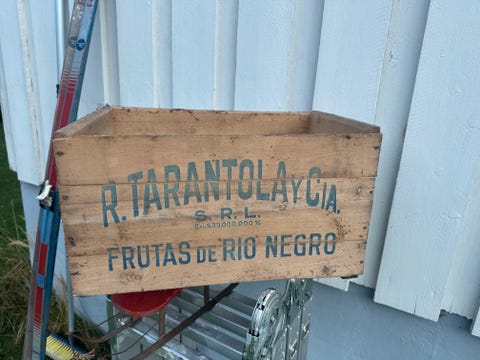 R. TARANTOLA Y CIA.
S. R. L.
FRUTAS DE RIO NEGRO